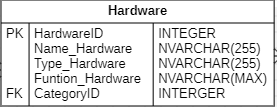 Hardware
PK HardwareID INTEGER
Name_Hardware NVARCHAR(255)
Type_Hardware NVARCHAR(255)
Funtion_Hardware NVARCHAR(MAX)
FK CategoryID INTERGER